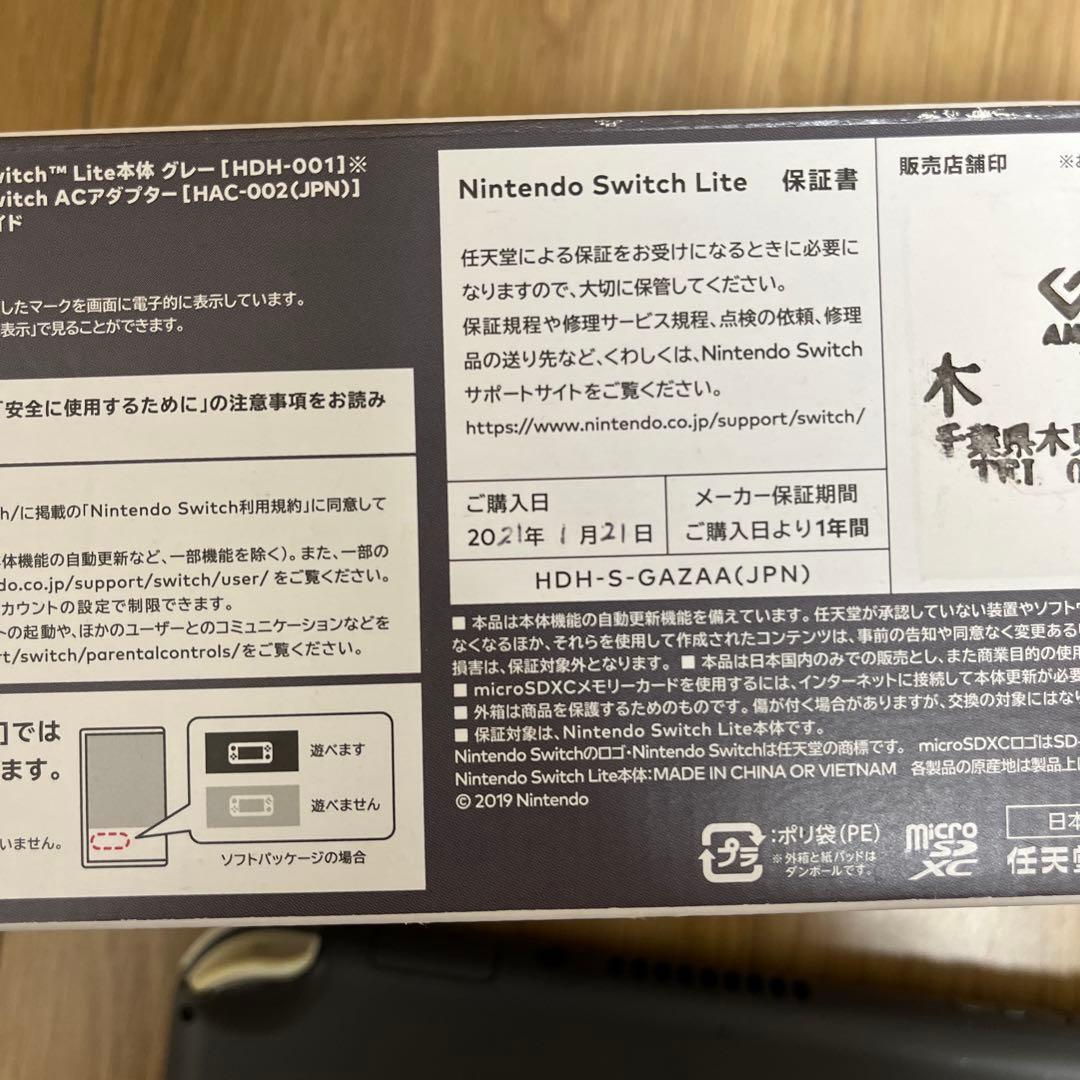 witch™ Lite本体 グレー[HDH-001]※
witch ACアダプター[HAC-002(JPN)]
イド
したマークを画面に電子的に表示しています。
表示」で見ることができます。
「安全に使用するために」の注意事項をお読み
h/に掲載の「Nintendo Switch利用規約」に同意して
体機能の自動更新など、一部機能を除く)。また、一部の
do.co.jp/support/switch/user/ をご覧ください。
カウントの設定で制限できます。
トの起動や、ほかのユーザーとのコミュニケーションなどを
rt/switch/parentalcontrols/をご覧ください。
]では
ます。
いません。
遊べます
遊べません
ソフトパッケージの場合
Nintendo Switch Lite 保証書
任天堂による保証をお受けになるときに必要に
なりますので、大切に保管してください。
保証規程や修理サービス規程、点検の依頼、修理
品の送り先など、くわしくは、Nintendo Switch
サポートサイトをご覧ください。
https://www.nintendo.co.jp/support/switch/
ご購入日
2021年 1月21日
メーカー保証期間
ご購入日より1年間
HDH-S-GAZAA(JPN)
販売店舗印
木
千葉県木
TEL 0
■ 本品は本体機能の自動更新機能を備えています。任天堂が承認していない装置やソフトウ
なくなるほか、それらを使用して作成されたコンテンツは、事前の告知や同意なく変更ある
損害は、保証対象外となります。 ■ 本品は日本国内のみでの販売とし、また商業目的の使用
■ microSDXCメモリーカードを使用するには、インターネットに接続して本体更新が必要
■ 外箱は商品を保護するためのものです。傷が付く場合がありますが、交換の対象にはな
■ 保証対象は、Nintendo Switch Lite本体です。
Nintendo Switchのロゴ・Nintendo Switchは任天堂の商標です。 microSDXCロゴはSD-
Nintendo Switch Lite本体：MADE IN CHINA OR VIETNAM 各製品の原産地は製品上
© 2019 Nintendo
プラ
:ポリ袋(PE)
※外箱と紙パッドは
ダンボールです。
micro
SD
XC
日本
任天堂